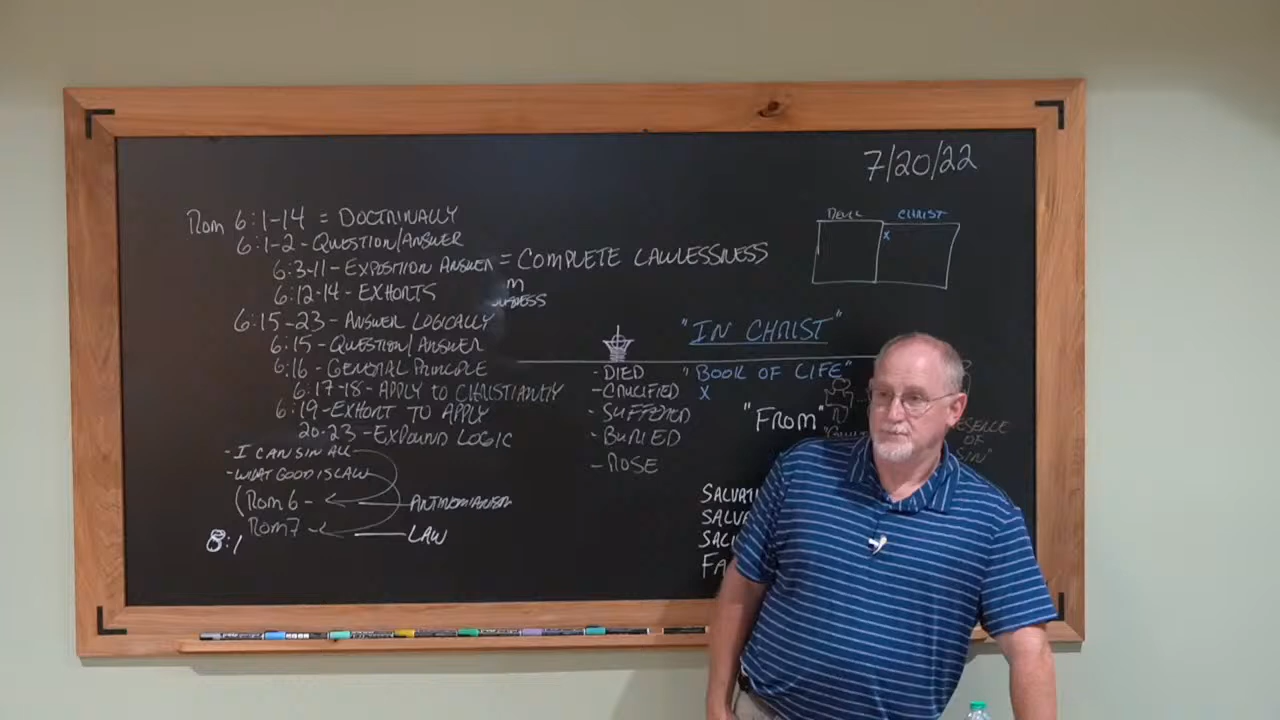 7/20/22
Rom 6:1-14 = DOCTRINALLY
6:1-2 - QUESTION/ANSWER
6:3-11 - EXPOSITION ANSWER = COMPLETE LAWLESSNESS
6:12-14 - EXHORTS
6:15-23 - ANSWER LOGICALLY
6:15 - QUESTION/ANSWER
6:16 - GENERAL PRINCIPLE
6:17-18 - APPLY TO CHRISTIANITY
6:19 - EXHORT TO APPLY
20-23 - EXPOUND LOGIC
- I CAN SIN ALL
- WHAT GOOD IS LAW
(Rom 6 - ANTINOMIANISM
Rom 7 - LAW
8:1
- DIED
- CRUCIFIED
- SUFFERED
- BURIED
- ROSE
CHRIST
X
"IN CHRIST"
"BOOK OF LIFE"
X
"FROM"
OF
SIN"